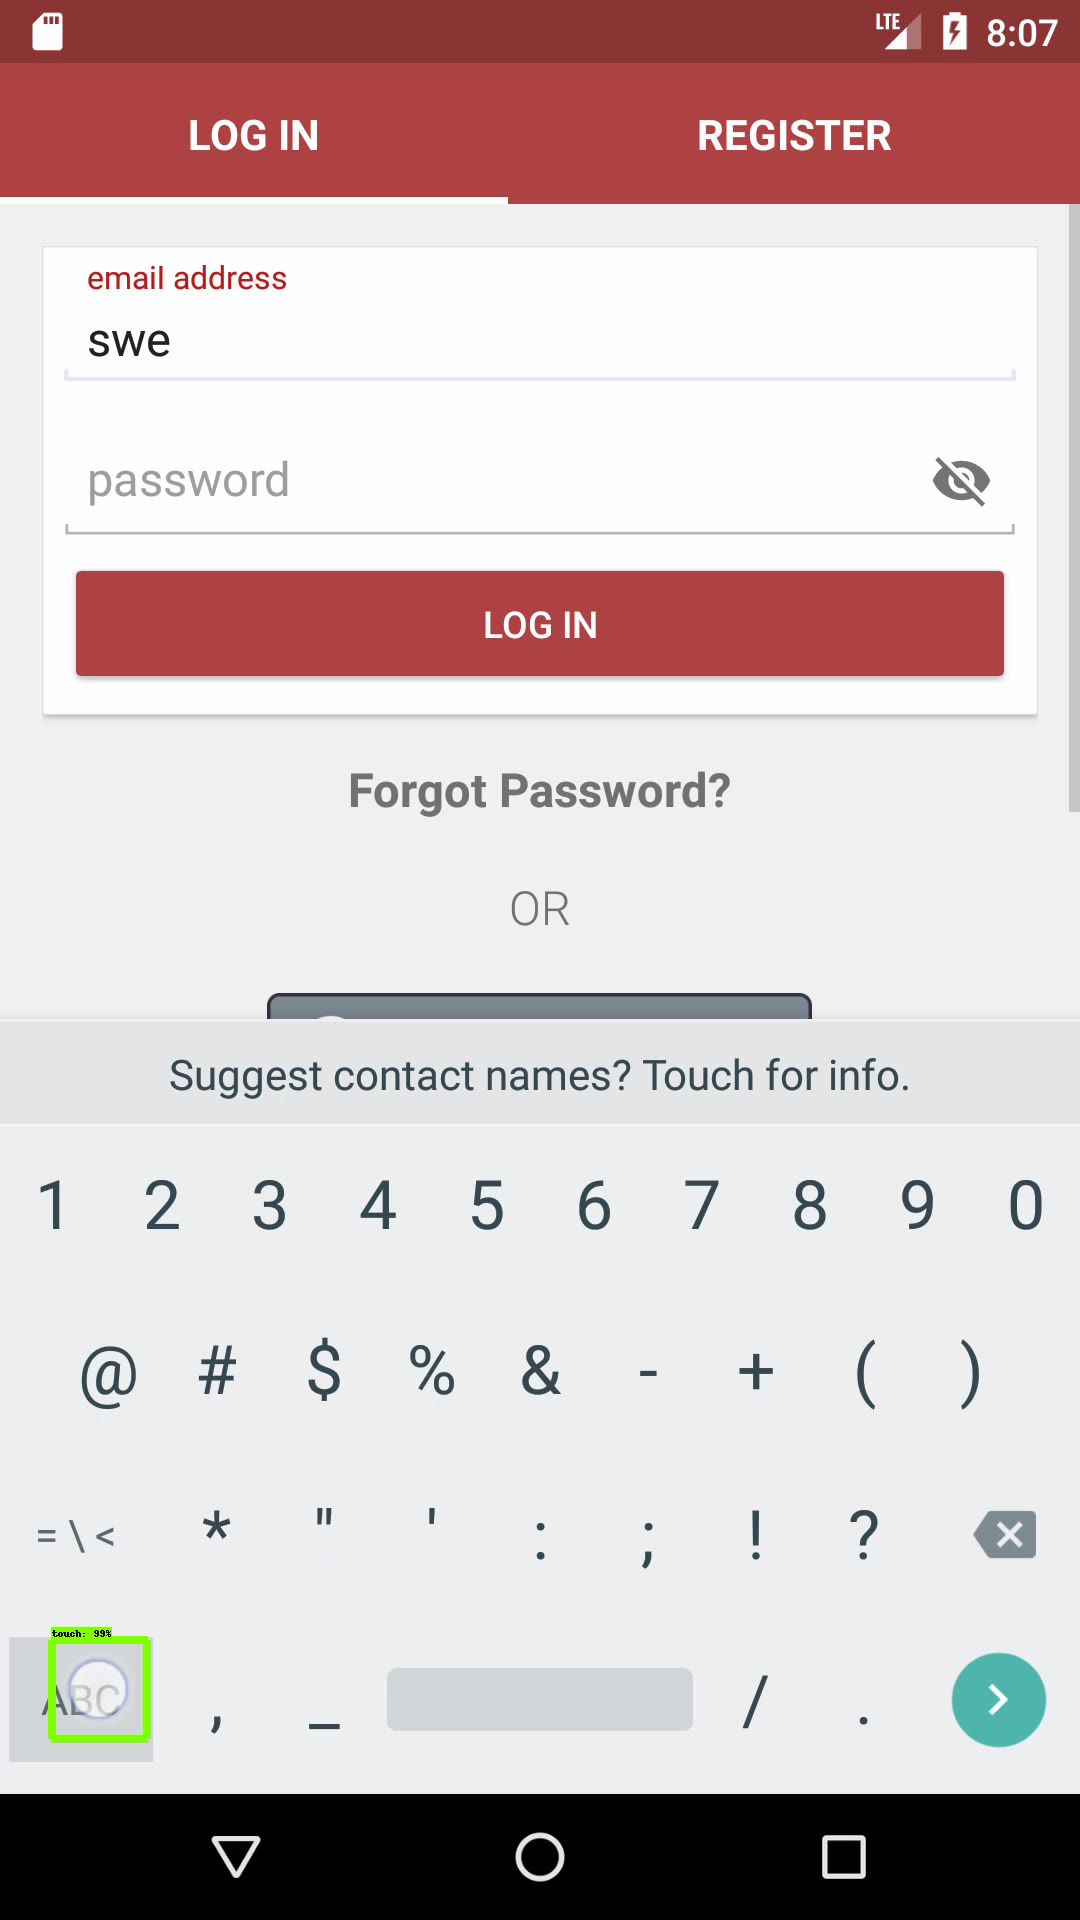 LTE 8:07
LOG IN REGISTER
email address
swe
password
LOG IN
Forgot Password?
OR
Suggest contact names? Touch for info.
1 2 3 4 5 6 7 8 9 0
@ # $ % & - + ( )
= \ < * " ' : ; ! ?
touch: 99%
ABC , _ / .